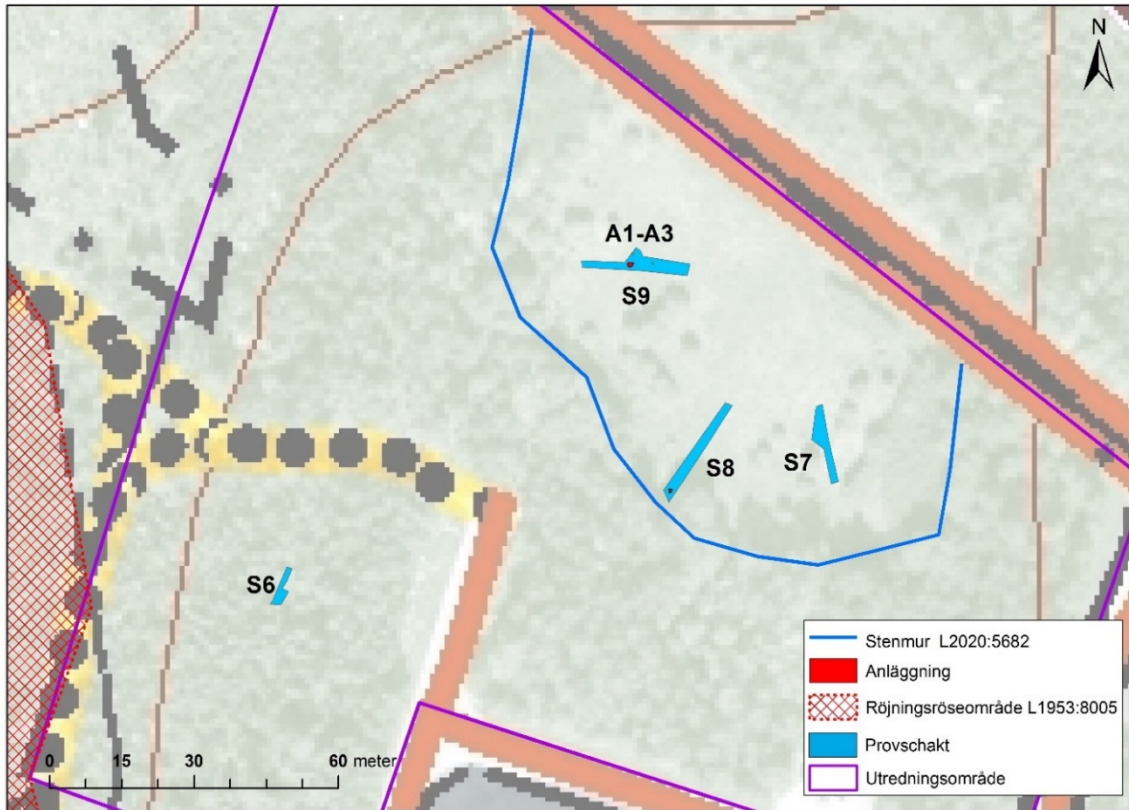 N
A1-A3
S9
S8
S7
S6
Stenmur L2020:5682
Anläggning
Röjningsröseområde L1953:8005
Provschakt
Utredningsområde
0 15 30 60 meter